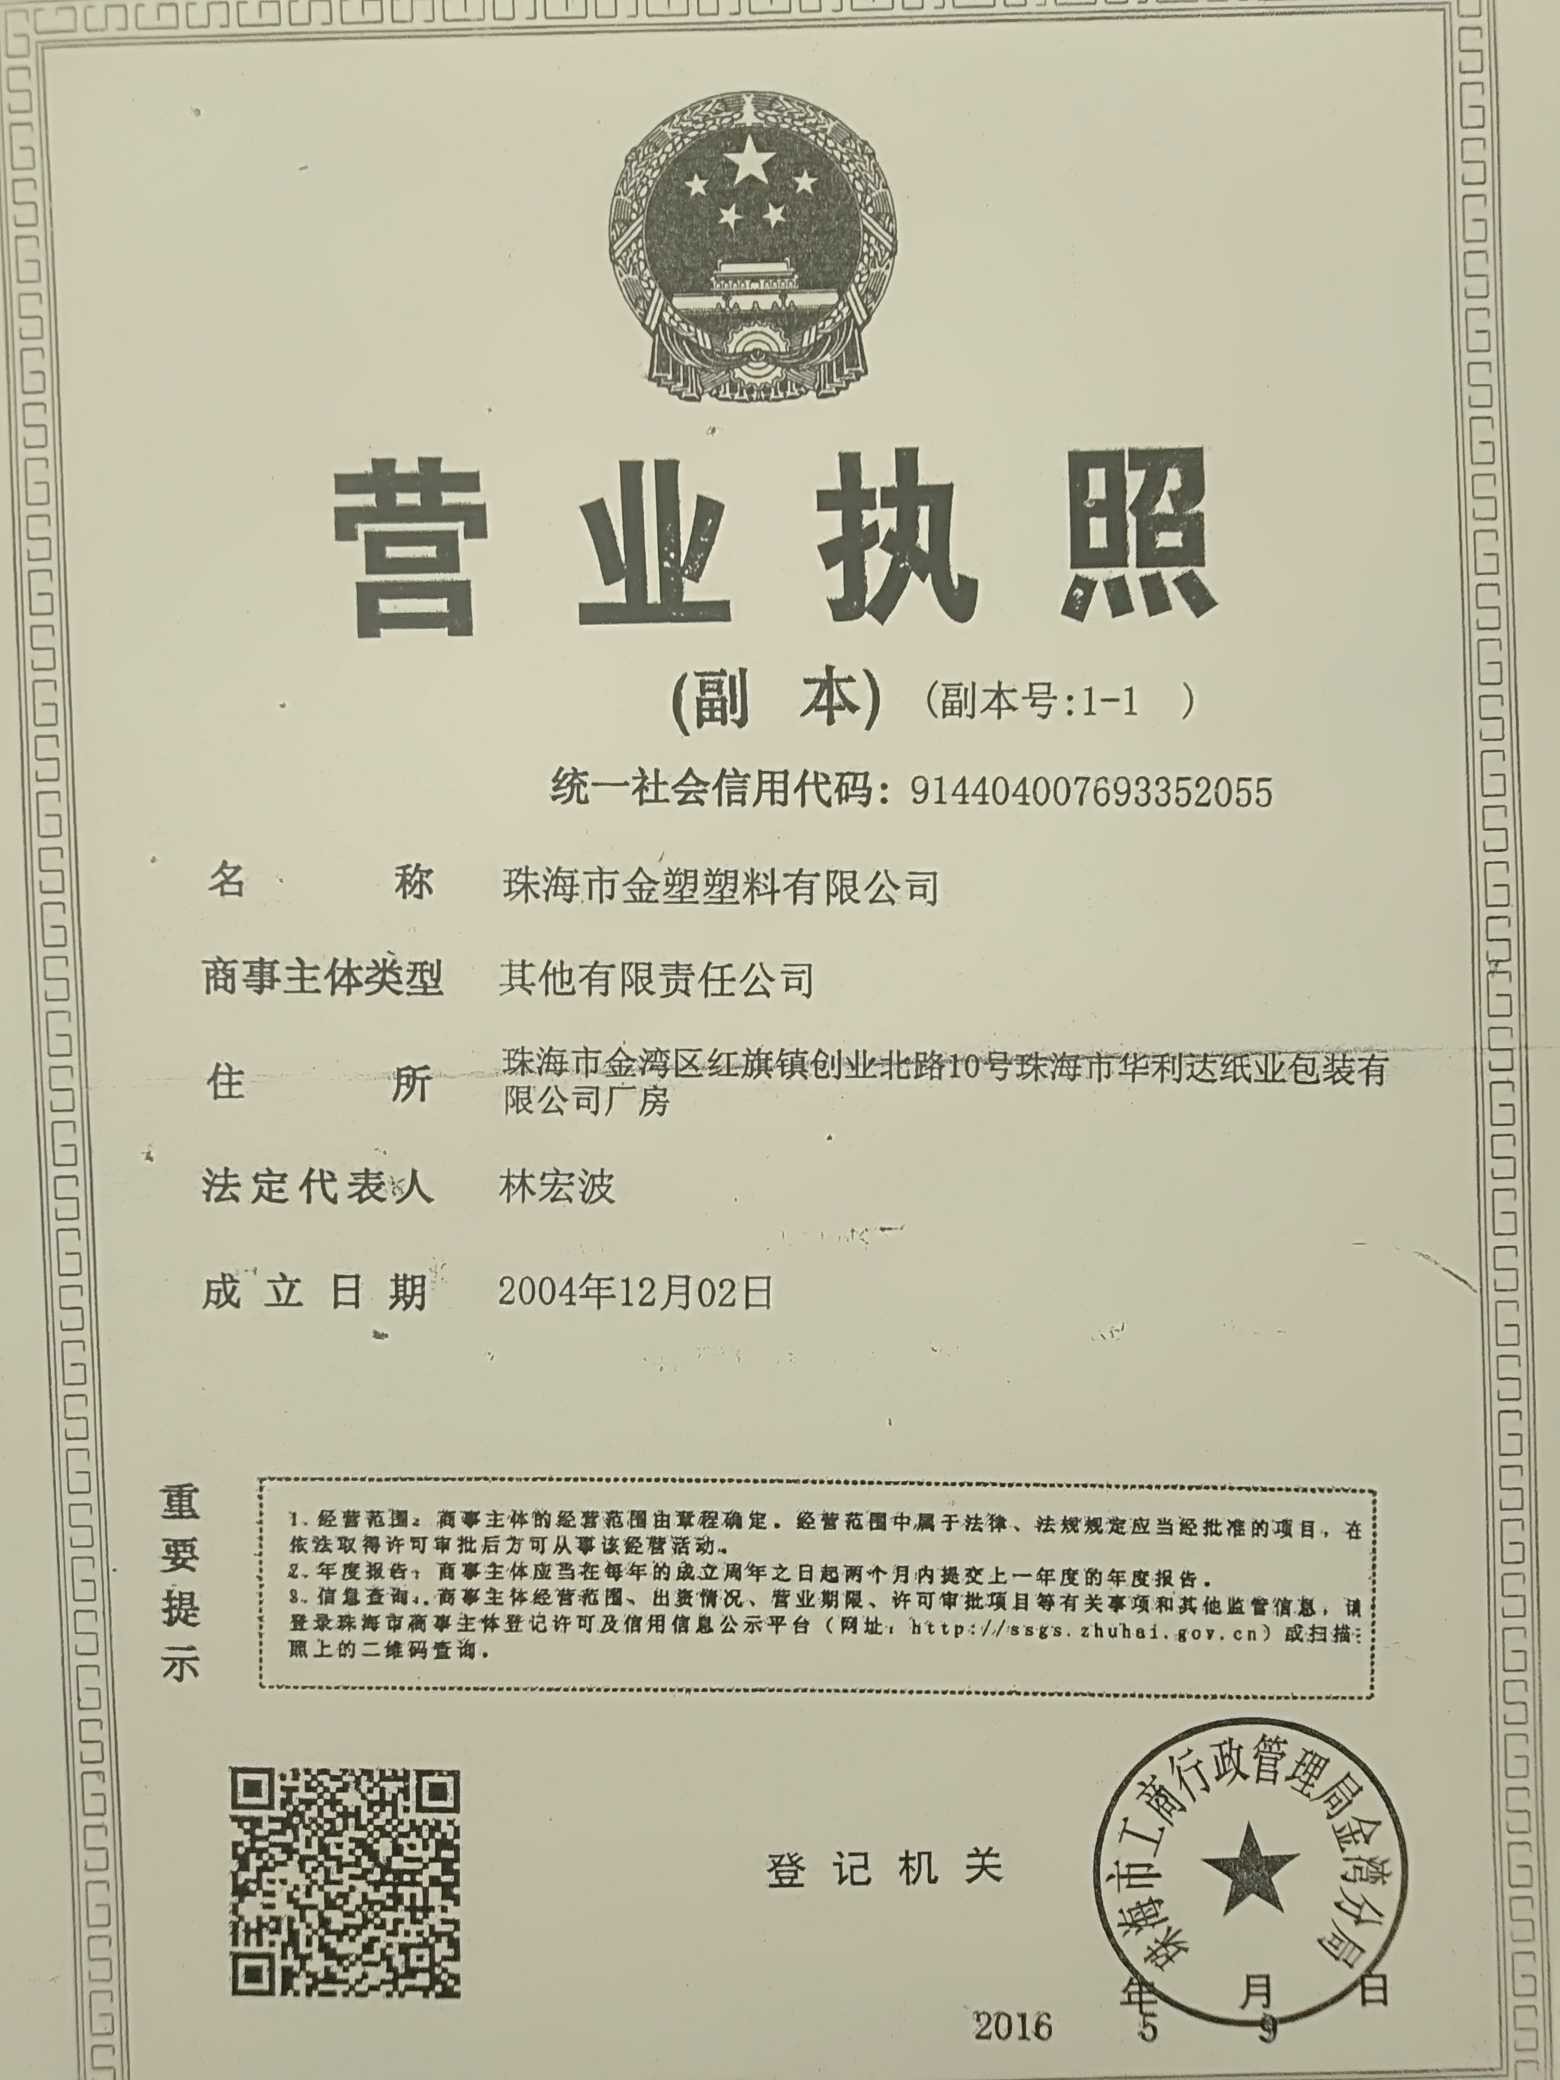 营业执照
(副 本) (副本号:1-1 )
统一社会信用代码: 914404007693352055
名 称 珠海市金塑塑料有限公司
商事主体类型 其他有限责任公司
住 所 珠海市金湾区红旗镇创业北路10号珠海市华利达纸业包装有
限公司厂房
法定代表人 林宏波
成立日期 2004年12月02日
重要提示
1、经营范围：商事主体的经营范围由章程确定。经营范围中属于法律、法规规定应当经批准的项目，在
依法取得许可审批后方可从事该经营活动。
2、年度报告：商事主体应当在每年的成立周年之日起两个月内提交上一年度的年度报告。
3、信息查询：商事主体经营范围、出资情况、营业期限、许可审批项目等有关事项和其他监管信息，请
登录珠海市商事主体登记许可及信用信息公示平台（网址：http://ssgs.zhuhai.gov.cn）或扫描
照上的二维码查询。
登记机关
珠海市工商行政管理局金湾分局
年 月 日
2016 5 9